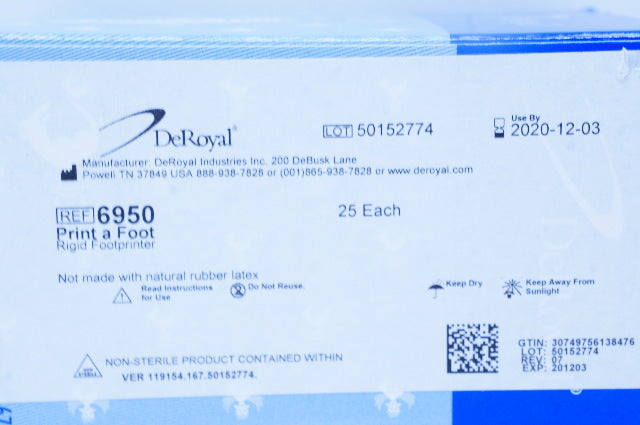 DeRoyal®
LOT 50152774
Use By
2020-12-03
Manufacturer: DeRoyal Industries Inc. 200 DeBusk Lane
Powell TN 37849 USA 888-938-7828 or (001)865-938-7828 or www.deroyal.com
REF 6950
25 Each
Print a Foot
Rigid Footprinter
Not made with natural rubber latex
Read Instructions
for Use
Do Not Reuse.
Keep Dry
Keep Away From
Sunlight
NON-STERILE PRODUCT CONTAINED WITHIN
VER 119154.167.50152774.
GTIN: 30749756138476
LOT: 50152774
REV: 07
EXP: 201203